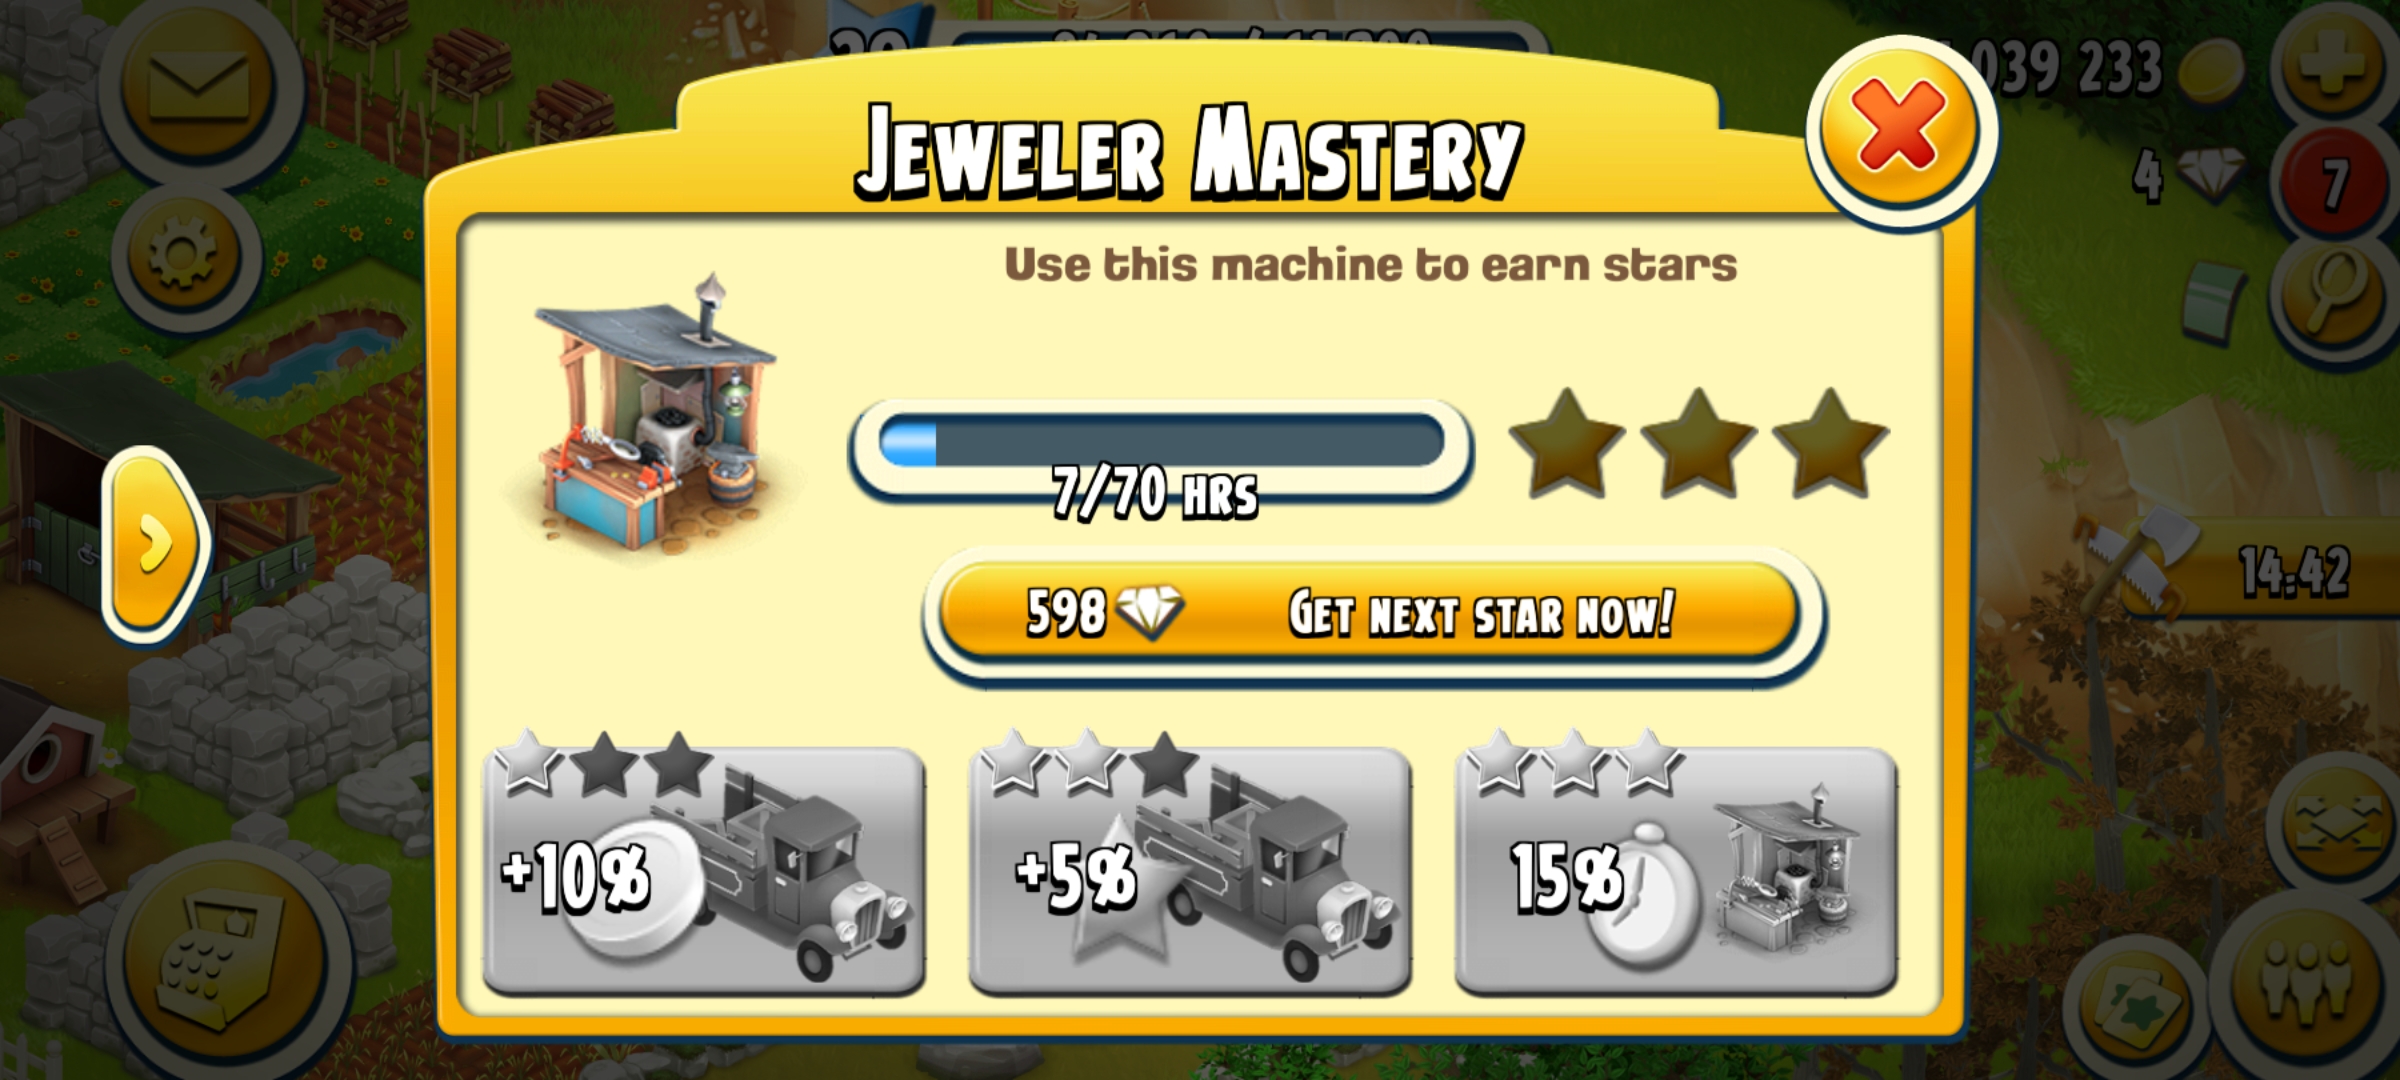 JEWELER MASTERY
039 233
4
7
Use this machine to earn stars
7/70 HRS
14:42
598 GET NEXT STAR NOW!
+10%
+5%
15%